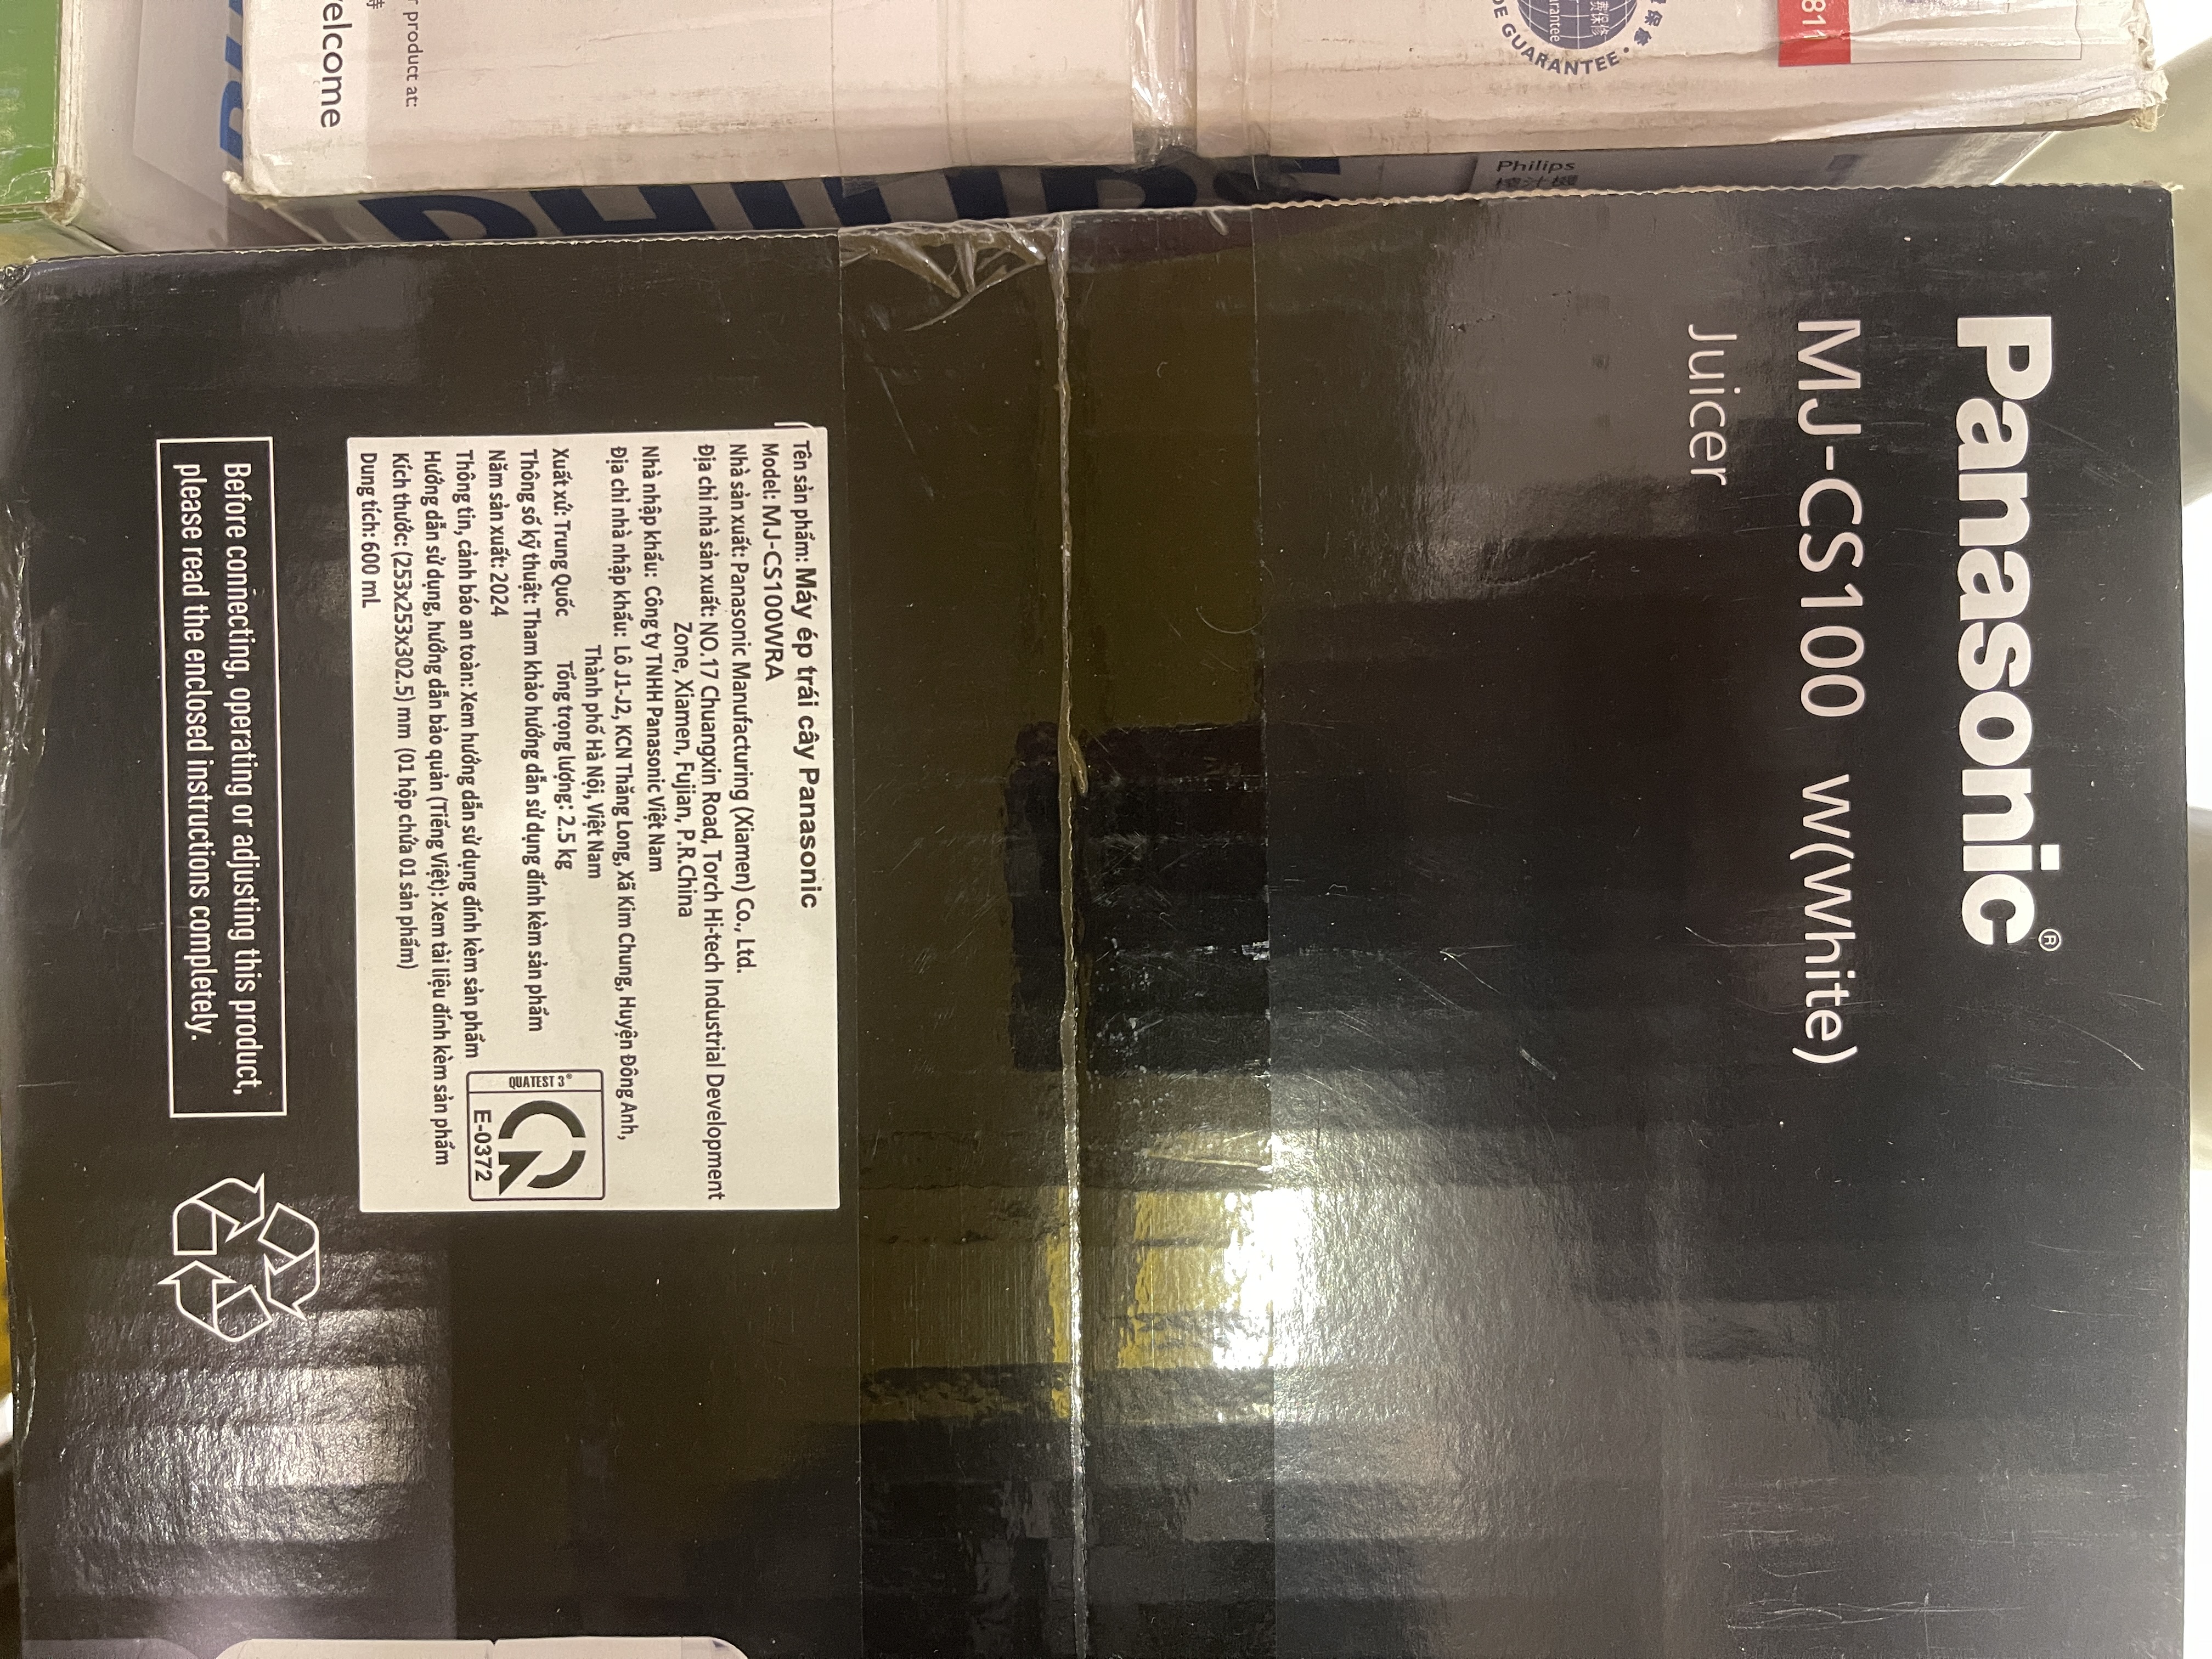 Panasonic®
MJ-CS100 W(White)
Juicer
Tên sản phẩm: Máy ép trái cây Panasonic
Model: MJ-CS100WRA
Nhà sản xuất: Panasonic Manufacturing (Xiamen) Co., Ltd.
Địa chỉ nhà sản xuất: NO.17 Chuangxin Road, Torch Hi-tech Industrial Development
Zone, Xiamen, Fujian, P.R.China
Nhà nhập khẩu: Công ty TNHH Panasonic Việt Nam
Địa chỉ nhà nhập khẩu: Lô J1-J2, KCN Thăng Long, Xã Kim Chung, Huyện Đông Anh,
Thành phố Hà Nội, Việt Nam
Xuất xứ: Trung Quốc Tổng trọng lượng: 2.5 kg
Thông số kỹ thuật: Tham khảo hướng dẫn sử dụng đính kèm sản phẩm
Năm sản xuất: 2024
Thông tin, cảnh báo an toàn: Xem hướng dẫn sử dụng đính kèm sản phẩm
Hướng dẫn sử dụng, hướng dẫn bảo quản (Tiếng Việt): Xem tài liệu đính kèm sản phẩm
Kích thước: (253x253x302.5) mm (01 hộp chứa 01 sản phẩm)
Dung tích: 600 mL
QUATEST 3®
E-0372
Before connecting, operating or adjusting this product,
please read the enclosed instructions completely.
PHILIPS
Philips
GUARANTEE
811
product at: